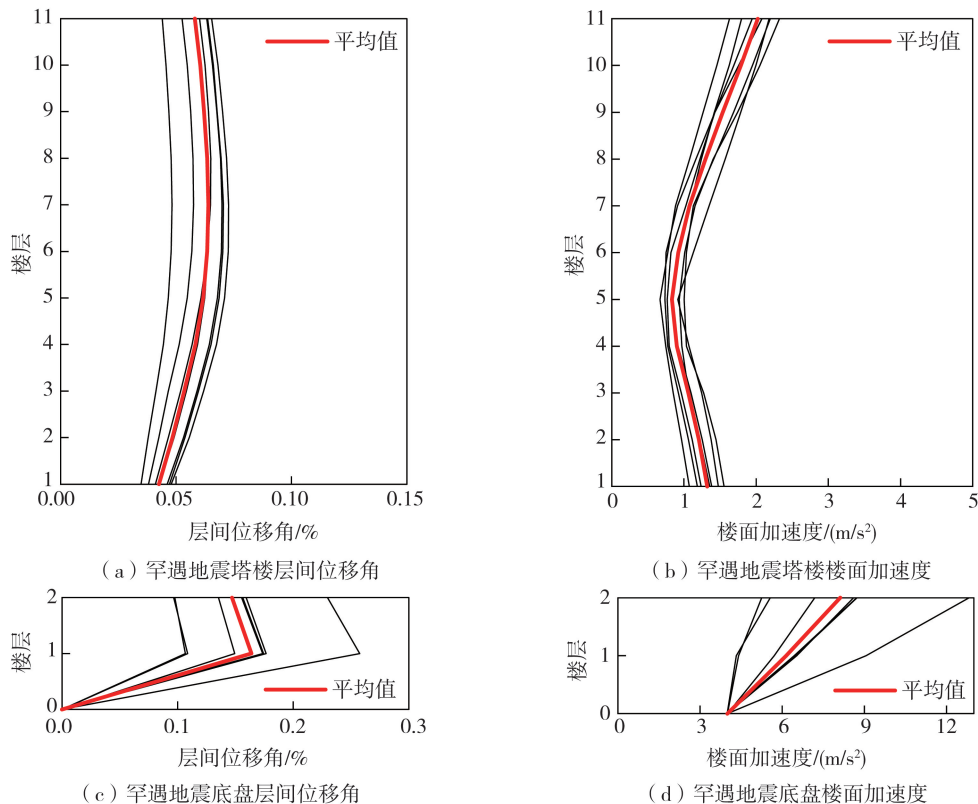 11
10
9
8
7
6
5
4
3
2
1
楼层
平均值
0.00 0.05 0.10 0.15
层间位移角/%
（a）罕遇地震塔楼层间位移角
11
10
9
8
7
6
5
4
3
2
1
楼层
平均值
0 1 2 3 4 5
楼面加速度/(m/s²)
（b）罕遇地震塔楼楼面加速度
2
1
0
楼层
平均值
0.0 0.1 0.2 0.3
层间位移角/%
（c）罕遇地震底盘层间位移角
2
1
0
楼层
平均值
0 3 6 9 12
楼面加速度/(m/s²)
（d）罕遇地震底盘楼面加速度